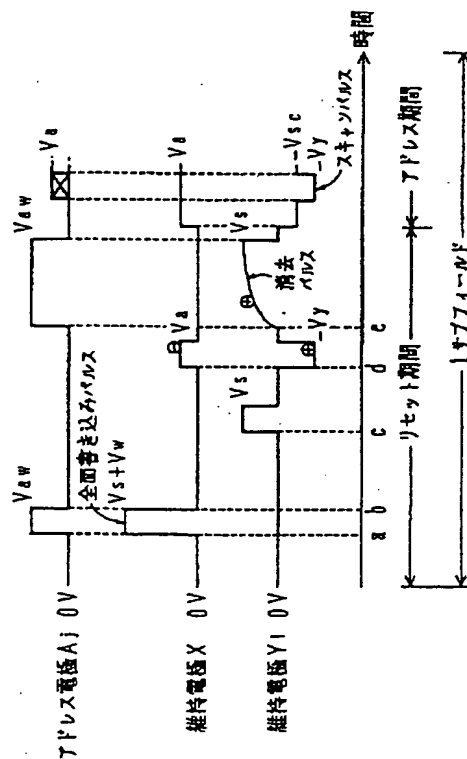 アドレス電極Aj 0V
Vaw
Vaw
Va
全面書き込みパルス
Vs+Vw
維持電極X 0V
⊖
Va
Va
維持電極Yi 0V
Vs
⊕
-Vy
⊕
消去
パルス
Vs
-Vsc
-Vy
スキャンパルス
a b c d e
時間
リセット期間
アドレス期間
1サブフィールド